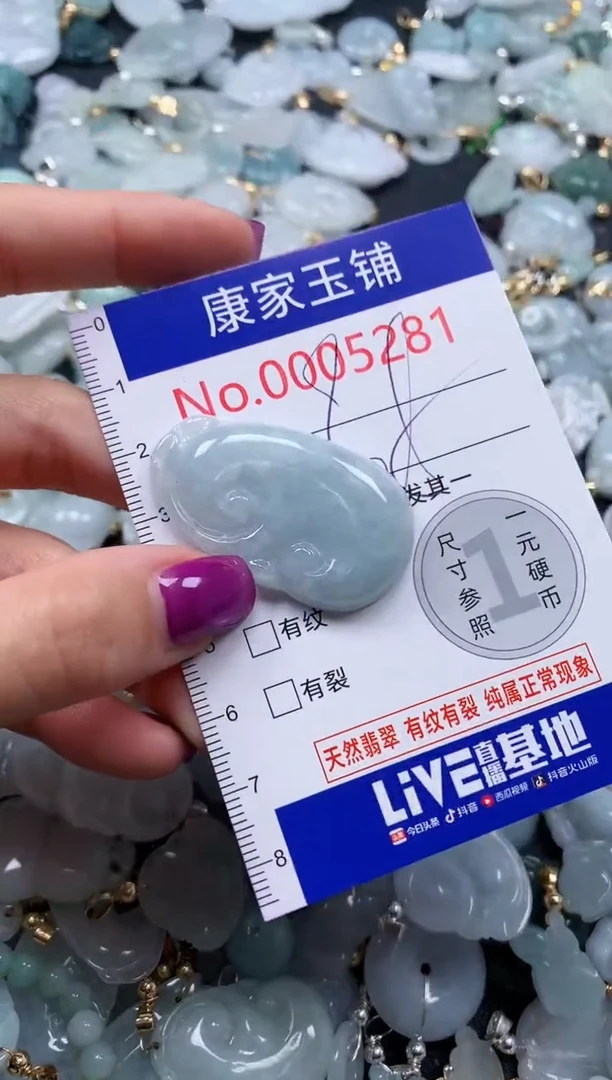 康家玉铺
No.0005281
发其一
尺寸参照
1
一元硬币
有纹
有裂
天然翡翠 有纹有裂 纯属正常现象
LiVE直播基地
头条 今日头条 抖音 西瓜视频 抖音火山版
0
1
2
3
5
6
7
8